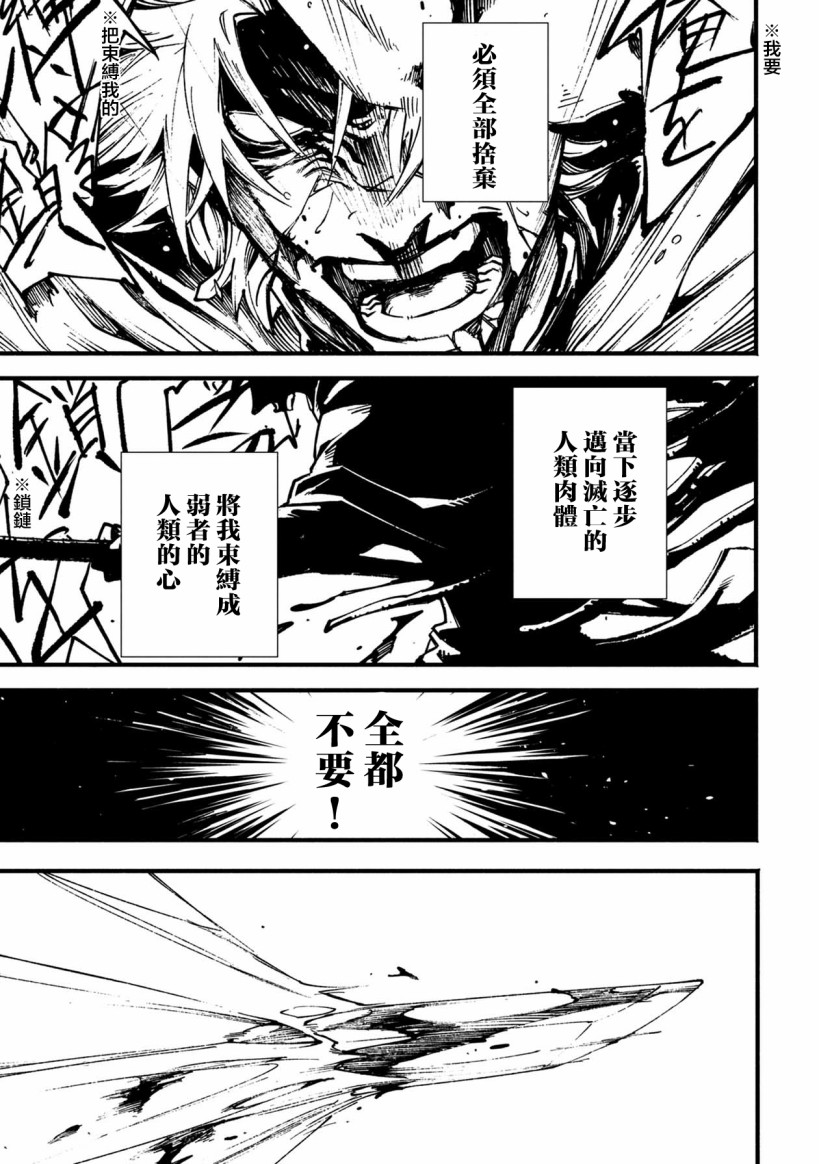 ※我要
必須全部捨棄
※把束縛我的
當下逐步
邁向滅亡的
人類肉體
將我束縛成
弱者的
人類的心
※鎖鏈
全都
不要！